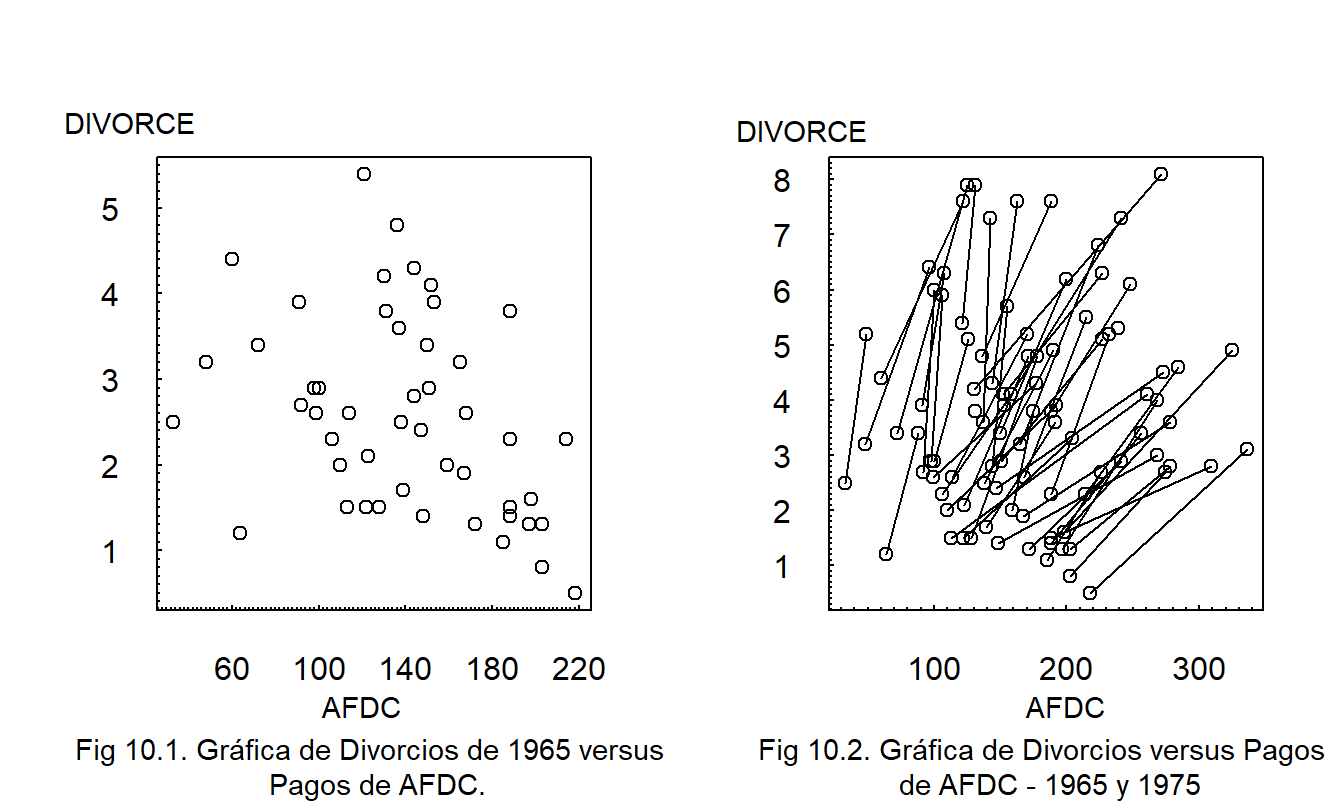 DIVORCE
5
4
3
2
1
60 100 140 180 220
AFDC
Fig 10.1. Gráfica de Divorcios de 1965 versus
Pagos de AFDC.
DIVORCE
8
7
6
5
4
3
2
1
100 200 300
AFDC
Fig 10.2. Gráfica de Divorcios versus Pagos
de AFDC - 1965 y 1975